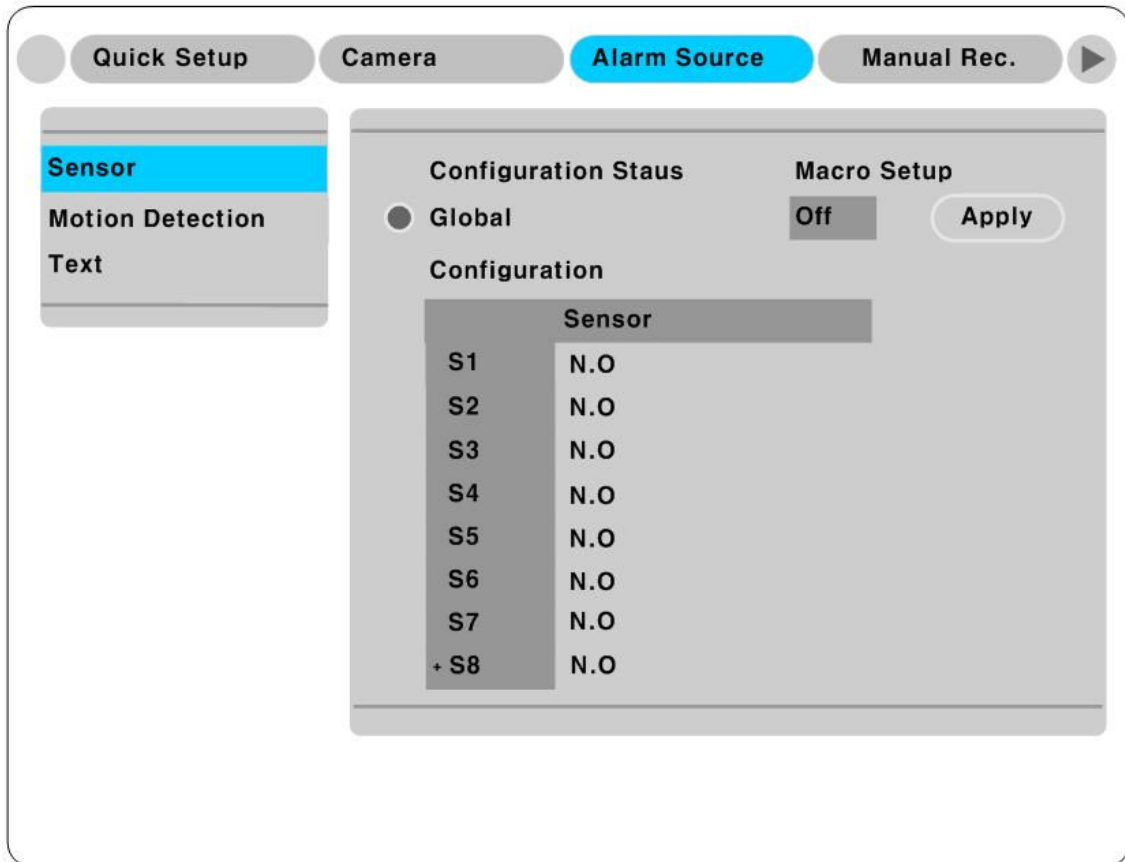 Quick Setup Camera Alarm Source Manual Rec.
Sensor
Motion Detection
Text
Configuration Staus Macro Setup
Global Off Apply
Configuration
Sensor
S1 N.O
S2 N.O
S3 N.O
S4 N.O
S5 N.O
S6 N.O
S7 N.O
+ S8 N.O